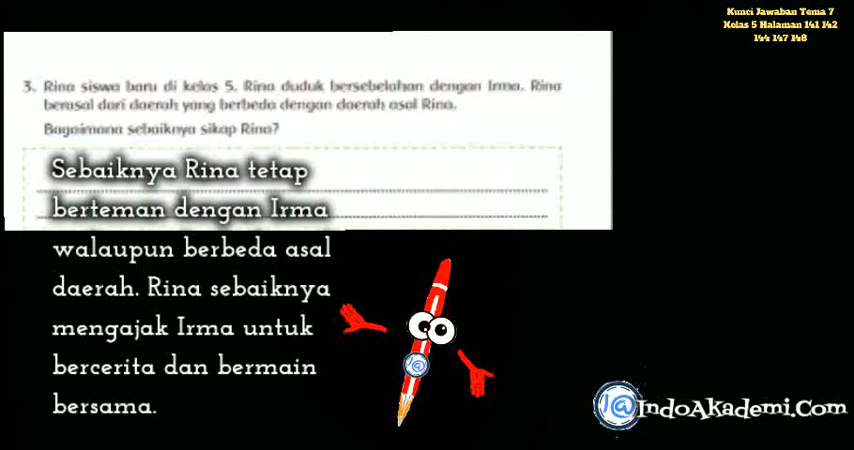 Kunci Jawaban Tema 7
Kelas 5 Halaman 141 142
144 147 148
3. Rina siswa baru di kelas 5. Rina duduk bersebelahan dengan Irma. Rina
berasal dari daerah yang berbeda dengan daerah asal Rina.
Bagaimana sebaiknya sikap Rina?
Sebaiknya Rina tetap
berteman dengan Irma
walaupun berbeda asal
daerah. Rina sebaiknya
mengajak Irma untuk
bercerita dan bermain
bersama.
IndoAkademi.Com